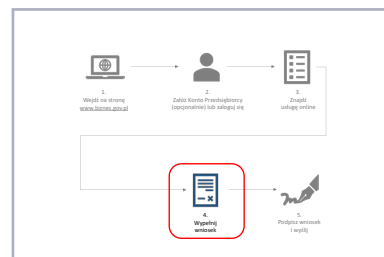 1.
Wejdź na stronę
www.biznes.gov.pl
2.
Załóż Konto Przedsiębiorcy
(opcjonalnie) lub zaloguj się
3.
Znajdź
usługę online
4.
Wypełnij
wniosek
5.
Podpisz wniosek
i wyślij